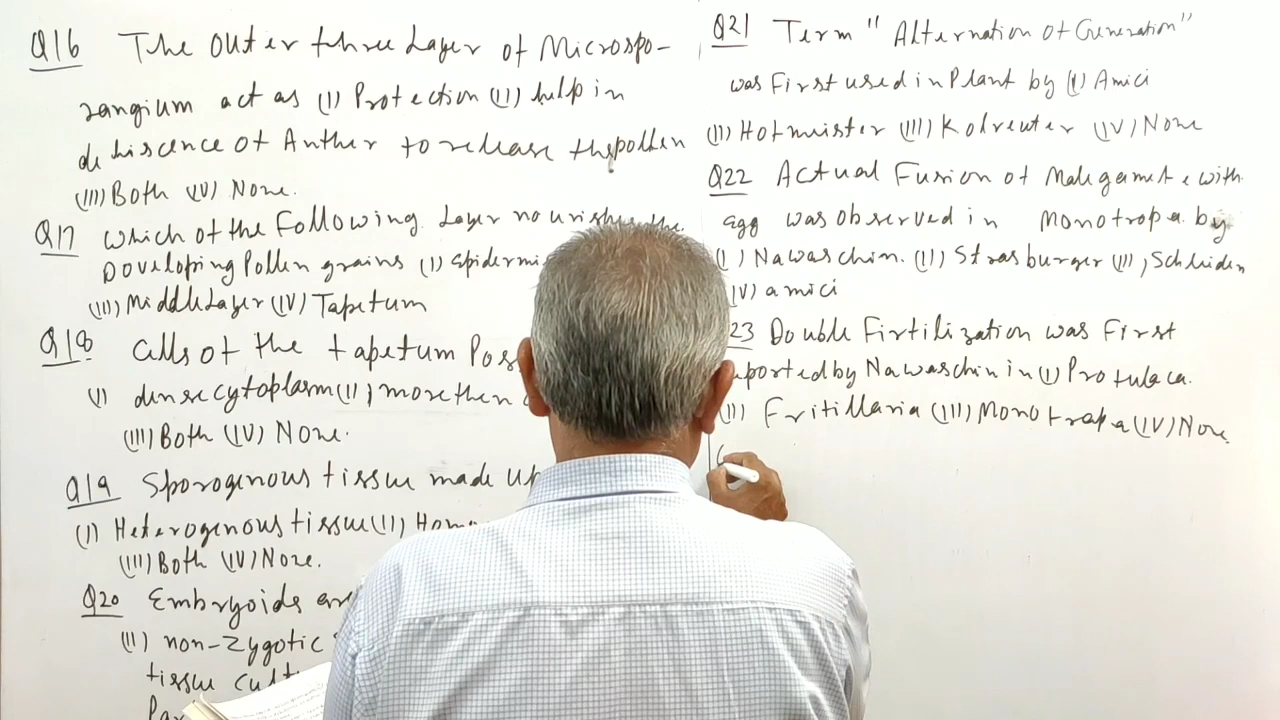 Q16 The outer three Layer of Microspo-
rangium act as (I) Protection (II) help in
dehiscence of Anther to release the pollen
(III) Both (IV) None.
Q17 which of the Following Layer nourishes the
Developing Pollen grains (I) Epidermi
(III) Middle Layer (IV) Tapetum
Q18 Cells of the tapetum Poss
(I) dense cytoplasm (II) more then
(III) Both (IV) None.
Q19 Sporogenous tissue made up
(I) Heterogenous tissue (II) Homo
(III) Both (IV) None.
Q20 Embryoids are
(II) non-Zygotic
tissue cult
Par
Q21 Term "Alternation of Generation"
was First used in Plant by (I) Amici
(II) Hofmeister (III) Kolreuter (IV) None
Q22 Actual Fusion of Male gamete with
egg was observed in Monotropa by
(I) Nawaschin. (II) Strasburger (III) Schleiden
(IV) amici
23 Double Firtilization was First
reported by Nawaschin in (I) Protulaca.
(II) Fritillaria (III) Monotrapa (IV) None